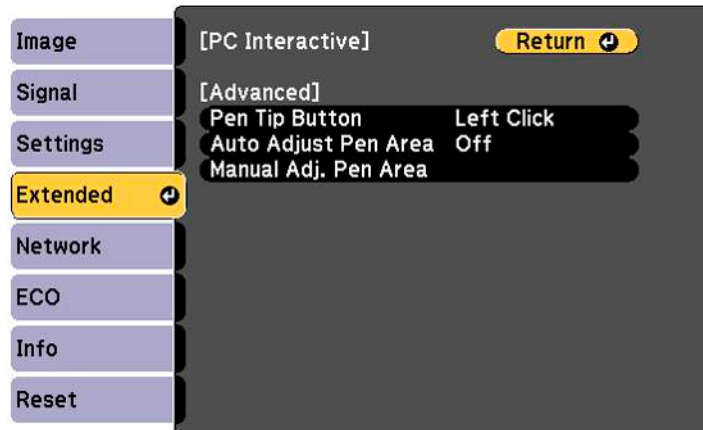 Image
Signal
Settings
Extended
Network
ECO
Info
Reset
[PC Interactive]
Return
[Advanced]
Pen Tip Button Left Click
Auto Adjust Pen Area Off
Manual Adj. Pen Area